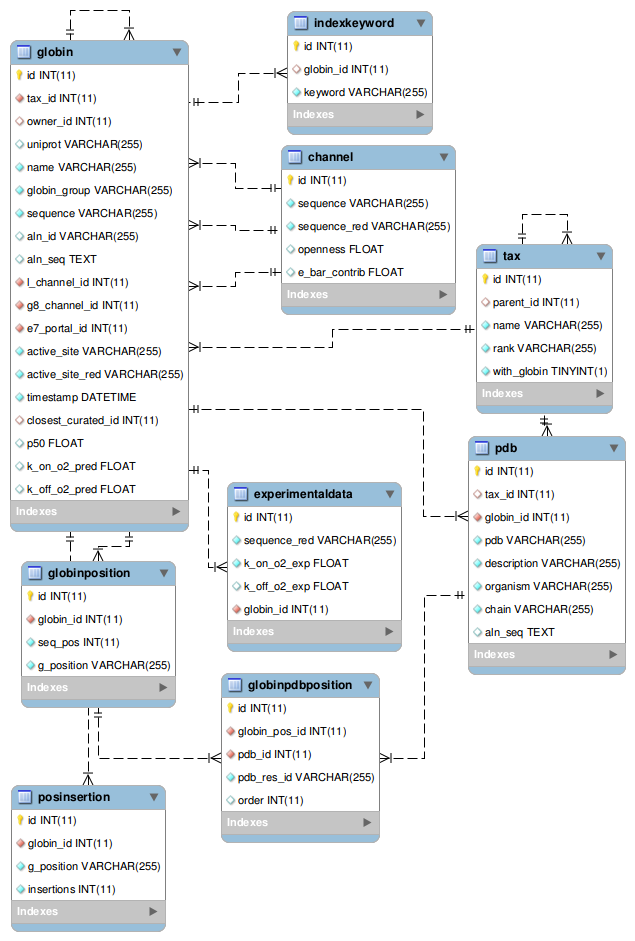 globin
id INT(11)
tax_id INT(11)
owner_id INT(11)
uniprot VARCHAR(255)
name VARCHAR(255)
globin_group VARCHAR(255)
sequence VARCHAR(255)
aln_id VARCHAR(255)
aln_seq TEXT
l_channel_id INT(11)
g8_channel_id INT(11)
e7_portal_id INT(11)
active_site VARCHAR(255)
active_site_red VARCHAR(255)
timestamp DATETIME
closest_curated_id INT(11)
p50 FLOAT
k_on_o2_pred FLOAT
k_off_o2_pred FLOAT
Indexes
indexkeyword
id INT(11)
globin_id INT(11)
keyword VARCHAR(255)
Indexes
channel
id INT(11)
sequence VARCHAR(255)
sequence_red VARCHAR(255)
openness FLOAT
e_bar_contrib FLOAT
Indexes
tax
id INT(11)
parent_id INT(11)
name VARCHAR(255)
rank VARCHAR(255)
with_globin TINYINT(1)
Indexes
pdb
id INT(11)
tax_id INT(11)
globin_id INT(11)
pdb VARCHAR(255)
description VARCHAR(255)
organism VARCHAR(255)
chain VARCHAR(255)
aln_seq TEXT
Indexes
experimentaldata
id INT(11)
sequence_red VARCHAR(255)
k_on_o2_exp FLOAT
k_off_o2_exp FLOAT
globin_id INT(11)
Indexes
globinposition
id INT(11)
globin_id INT(11)
seq_pos INT(11)
g_position VARCHAR(255)
Indexes
globinpdbposition
id INT(11)
globin_pos_id INT(11)
pdb_id INT(11)
pdb_res_id VARCHAR(255)
order INT(11)
Indexes
posinsertion
id INT(11)
globin_id INT(11)
g_position VARCHAR(255)
insertions INT(11)
Indexes